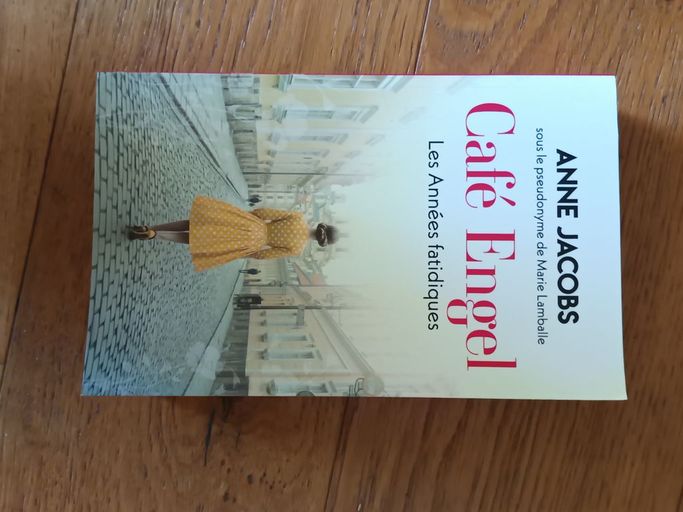 ANNE JACOBS
sous le pseudonyme de Marie Lamballe
Café Engel
Les Années fatidiques